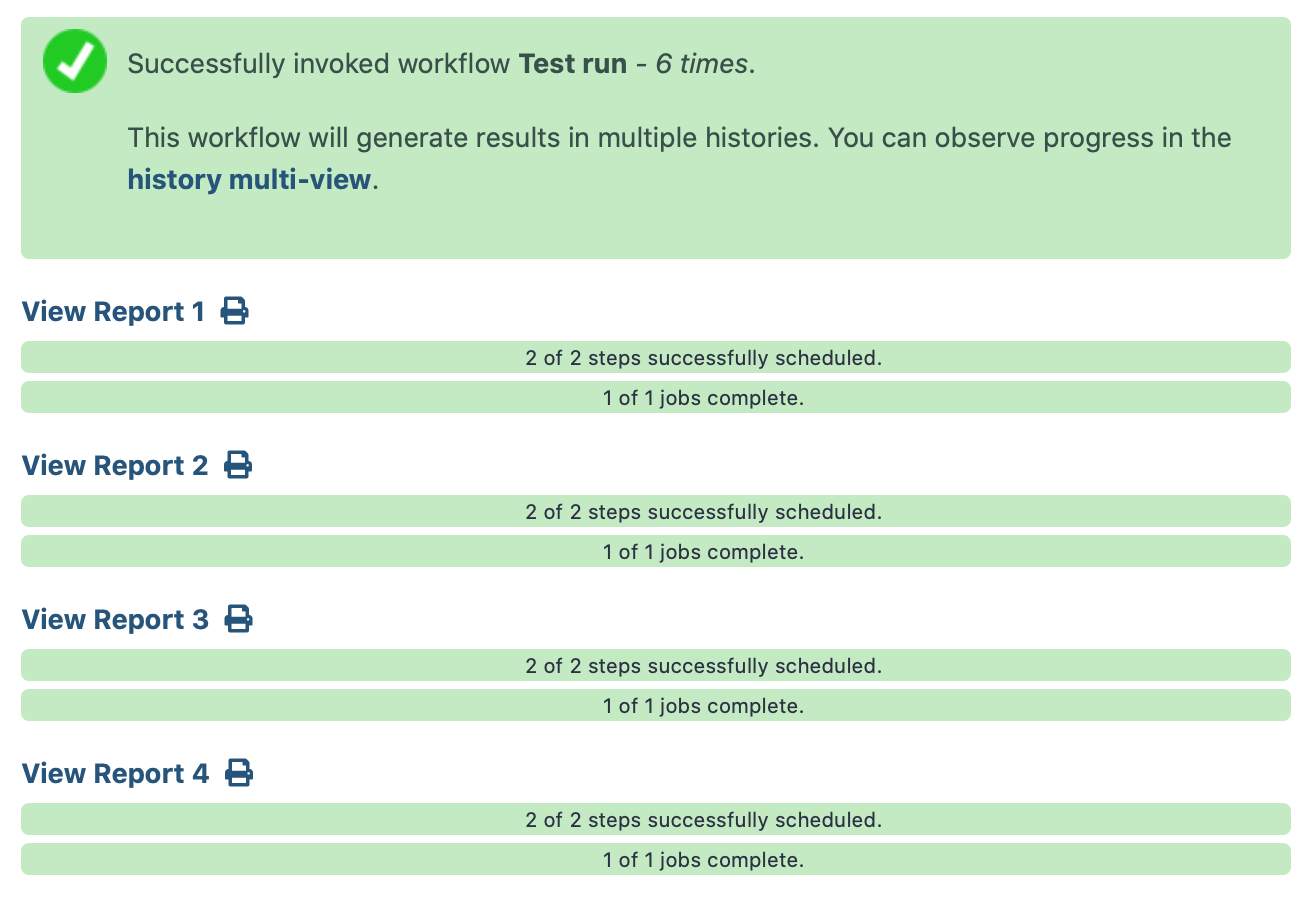 Successfully invoked workflow Test run - 6 times.
This workflow will generate results in multiple histories. You can observe progress in the
history multi-view.
View Report 1
2 of 2 steps successfully scheduled.
1 of 1 jobs complete.
View Report 2
2 of 2 steps successfully scheduled.
1 of 1 jobs complete.
View Report 3
2 of 2 steps successfully scheduled.
1 of 1 jobs complete.
View Report 4
2 of 2 steps successfully scheduled.
1 of 1 jobs complete.